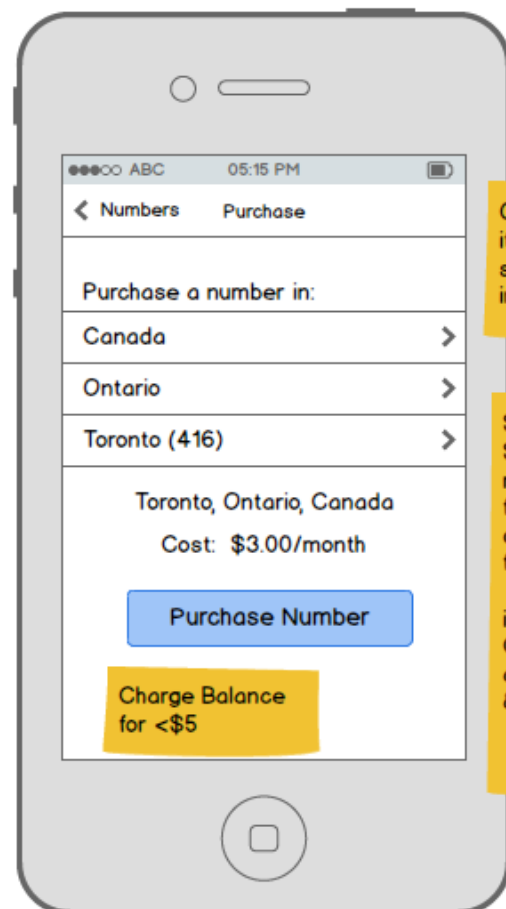 ABC 05:15 PM
Numbers Purchase
Purchase a number in:
Canada
Ontario
Toronto (416)
Toronto, Ontario, Canada
Cost: $3.00/month
Purchase Number
Charge Balance
for <$5